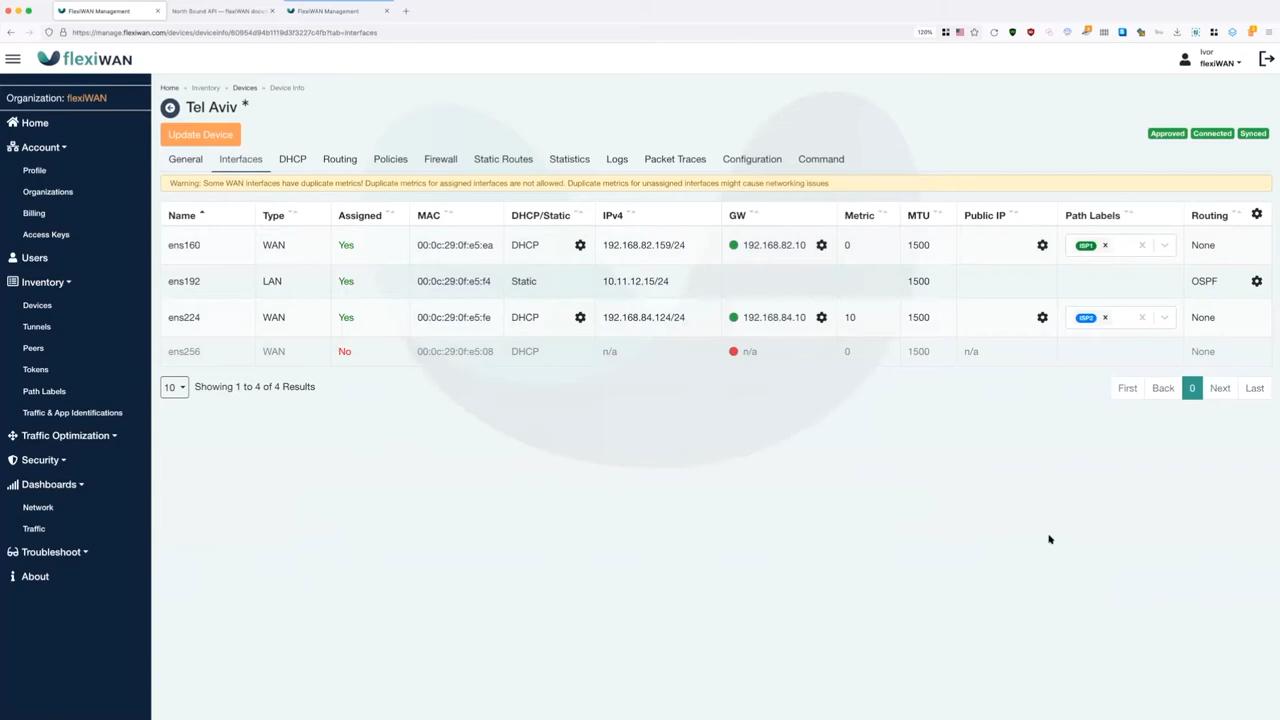 FlexiWAN Management
North Bound API — flexiWAN docu
FlexiWAN Management
https://manage.flexiwan.com/devices/deviceinfo/60954d94b1119d3f3227c4fb?tab=interfaces
120%
flexiWAN
Ivor
flexiWAN
Organization: flexiWAN
Home
Account
Profile
Organizations
Billing
Access Keys
Users
Inventory
Devices
Tunnels
Peers
Tokens
Path Labels
Traffic & App Identifications
Traffic Optimization
Security
Dashboards
Network
Traffic
Troubleshoot
About
Home Inventory Devices Device Info
Tel Aviv *
Update Device
Approved Connected Synced
General Interfaces DHCP Routing Policies Firewall Static Routes Statistics Logs Packet Traces Configuration Command
Warning: Some WAN interfaces have duplicate metrics! Duplicate metrics for assigned interfaces are not allowed. Duplicate metrics for unassigned interfaces might cause networking issues
Name Type Assigned MAC DHCP/Static IPv4 GW Metric MTU Public IP Path Labels Routing
ens160 WAN Yes 00:0c:29:0f:e5:ea DHCP 192.168.82.159/24 192.168.82.10 0 1500 ISP1 × None
ens192 LAN Yes 00:0c:29:0f:e5:f4 Static 10.11.12.15/24 1500 OSPF
ens224 WAN Yes 00:0c:29:0f:e5:fe DHCP 192.168.84.124/24 192.168.84.10 10 1500 ISP2 × None
ens256 WAN No 00:0c:29:0f:e5:08 DHCP n/a n/a 0 1500 n/a None
10 Showing 1 to 4 of 4 Results
First Back 0 Next Last